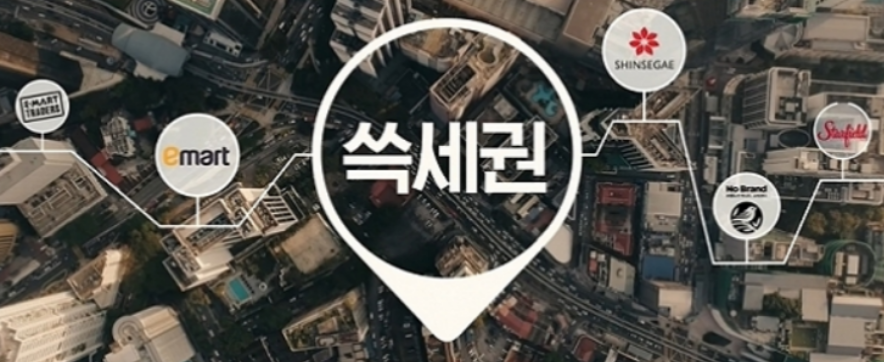 E-MART
TRADERS
emart
쓱세권
SHINSEGAE
No Brand
Starfield